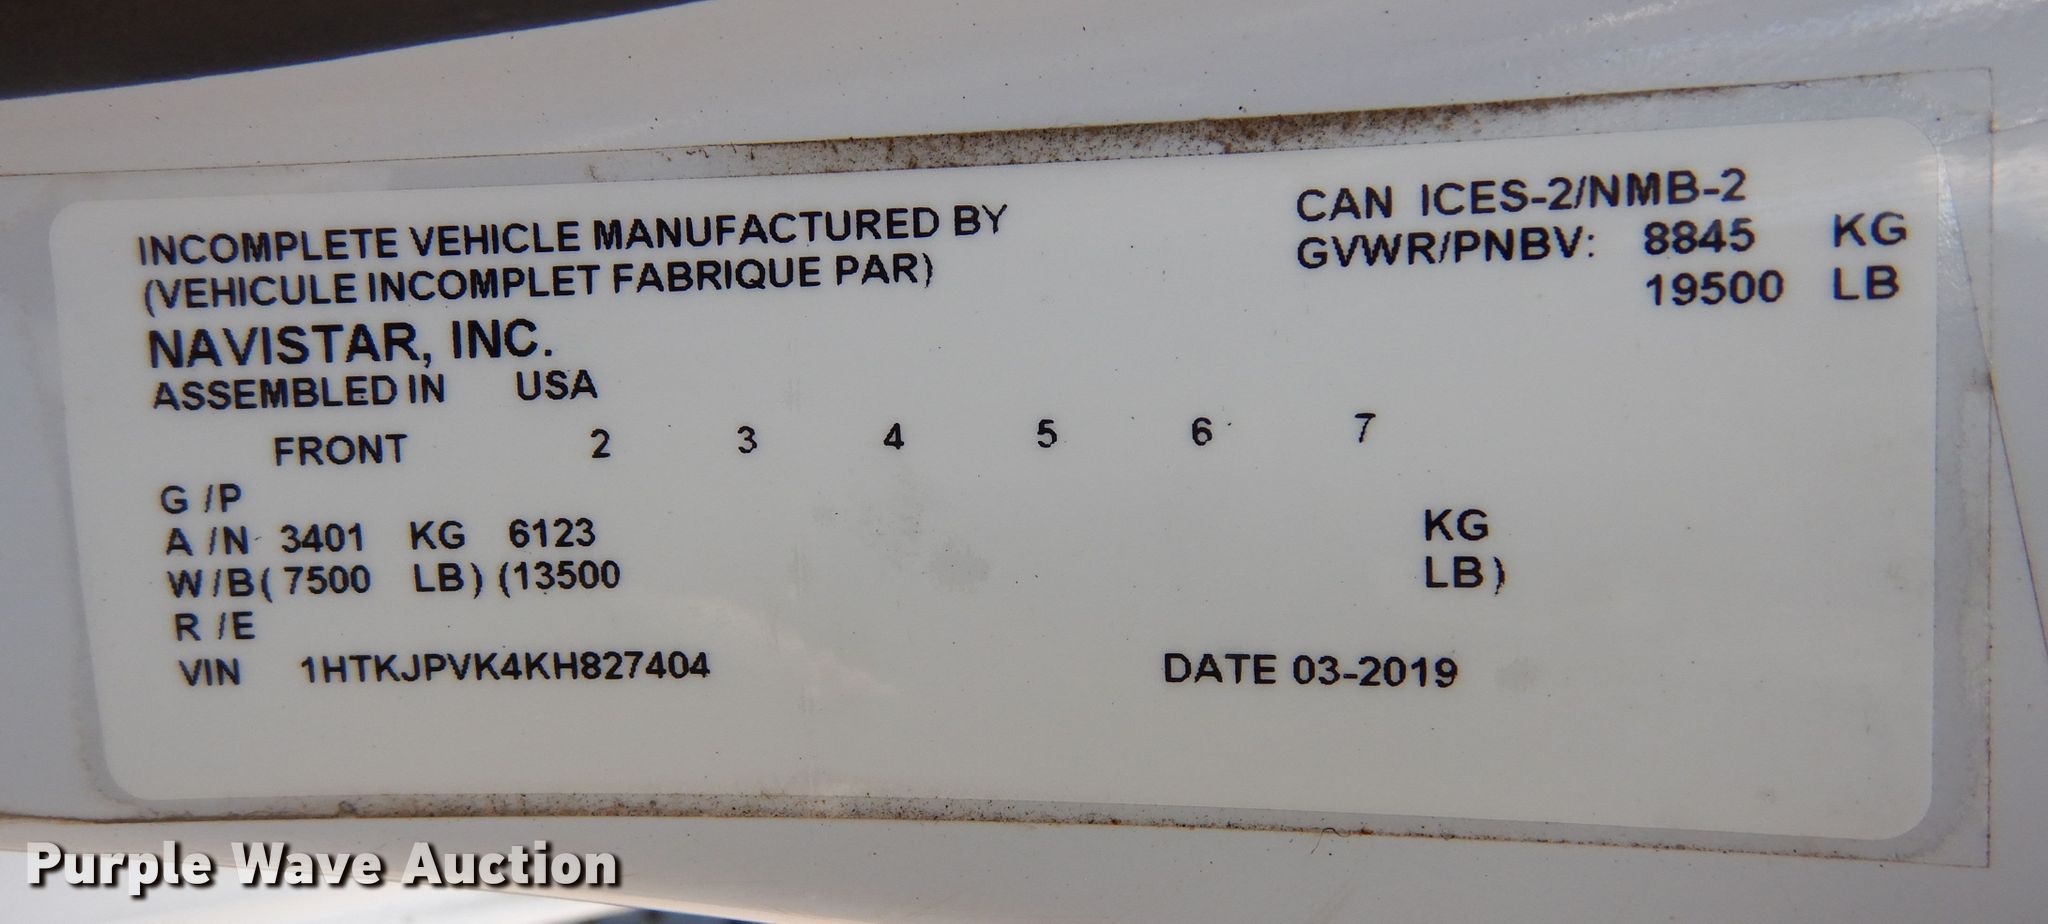 INCOMPLETE VEHICLE MANUFACTURED BY
(VEHICULE INCOMPLET FABRIQUE PAR)
NAVISTAR, INC.
ASSEMBLED IN USA
CAN ICES-2/NMB-2
GVWR/PNBV: 8845 KG
19500 LB
FRONT 2 3 4 5 6 7
G /P
A /N 3401 KG 6123 KG
W/B( 7500 LB) (13500 LB)
R /E
VIN 1HTKJPVK4KH827404 DATE 03-2019
Purple Wave Auction